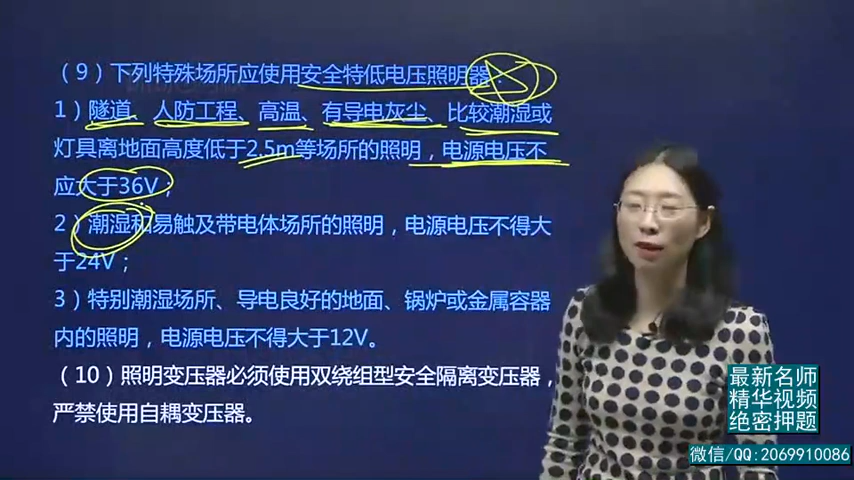 （9）下列特殊场所应使用安全特低电压照明器：
1）隧道、人防工程、高温、有导电灰尘、比较潮湿或
灯具离地面高度低于2.5m等场所的照明，电源电压不
应大于36V；
2）潮湿和易触及带电体场所的照明，电源电压不得大
于24V；
3）特别潮湿场所、导电良好的地面、锅炉或金属容器
内的照明，电源电压不得大于12V。
（10）照明变压器必须使用双绕组型安全隔离变压器，
严禁使用自耦变压器。
最新名师
精华视频
绝密押题
微信/QQ:2069910086